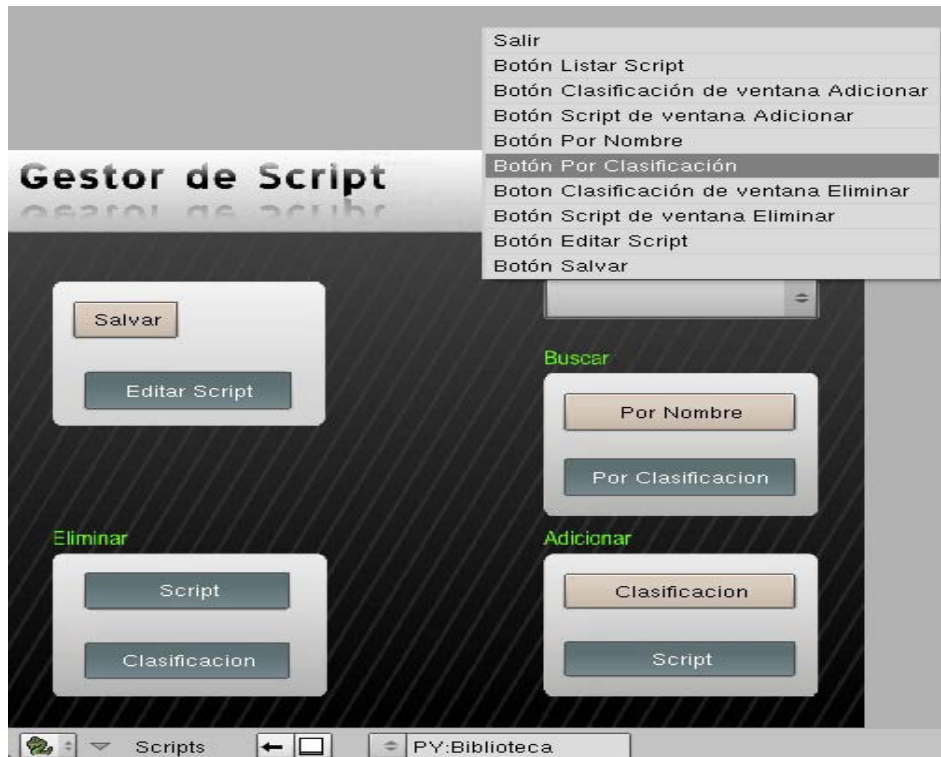 Salir
Botón Listar Script
Botón Clasificación de ventana Adicionar
Botón Script de ventana Adicionar
Botón Por Nombre
Botón Por Clasificación
Boton Clasificación de ventana Eliminar
Botón Script de ventana Eliminar
Botón Editar Script
Botón Salvar
Gestor de Script
Salvar
Editar Script
Buscar
Por Nombre
Por Clasificacion
Eliminar
Script
Clasificacion
Adicionar
Clasificacion
Script
Scripts
PY:Biblioteca